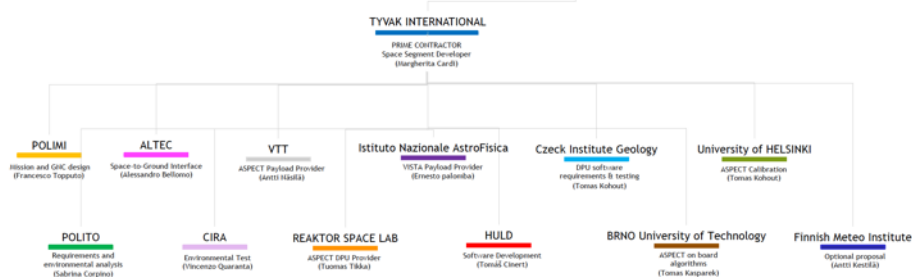 TYVAK INTERNATIONAL
PRIME CONTRACTOR
Space Segment Developer
(Margherita Cardi)
POLIMI
Mission and GNC design
(Francesco Topputo)
ALTEC
Space-to-Ground Interface
(Alessandro Bellomo)
VTT
ASPECT Payload Provider
(Antti Näsilä)
Istituto Nazionale AstroFisica
VISTA Payload Provider
(Ernesto palomba)
Czeck Institute Geology
DPU software
requirements & testing
(Tomas Kohout)
University of HELSINKI
ASPECT Calibration
(Tomas Kohout)
POLITO
Requirements and
environmental analysis
(Sabrina Corpino)
CIRA
Environmental Test
(Vincenzo Quaranta)
REAKTOR SPACE LAB
ASPECT DPU Provider
(Tuomas Tikka)
HULD
Software Development
(Tomáš Cinert)
BRNO University of Technology
ASPECT on board
algorithms
(Tomas Kasparek)
Finnish Meteo Institute
Optional proposal
(Antti Kestilä)